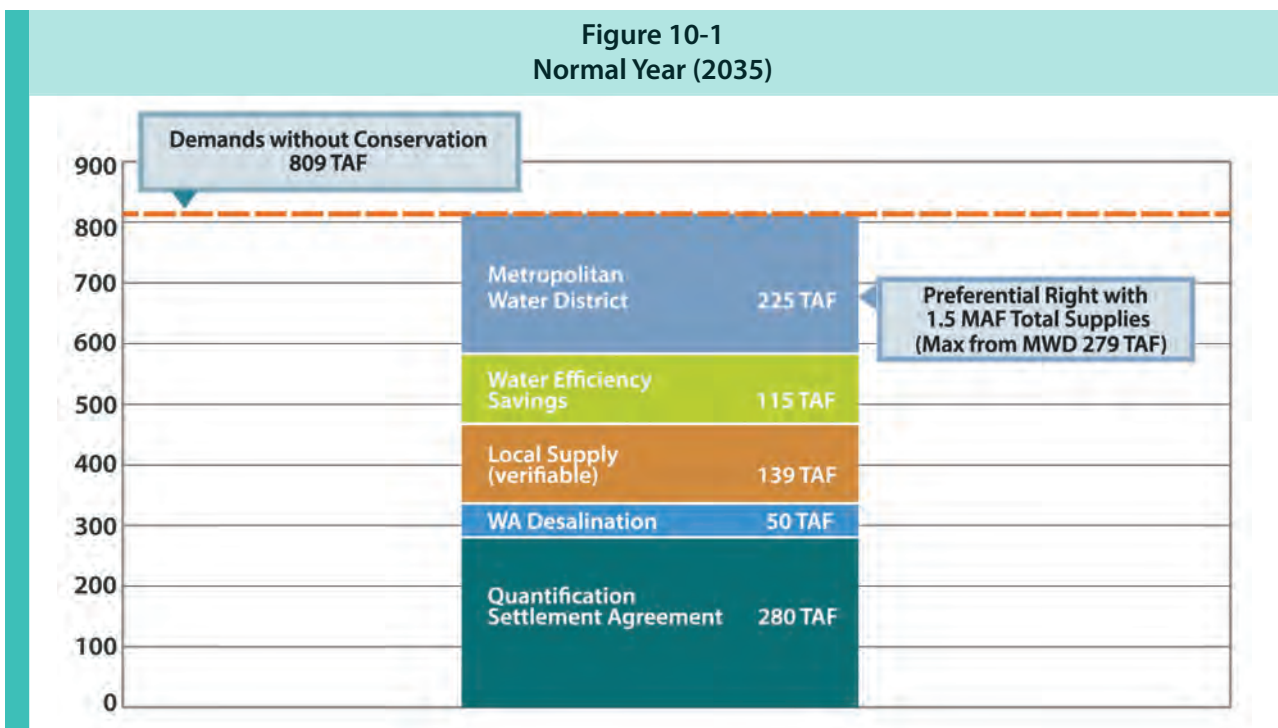 Figure 10-1
Normal Year (2035)
Demands without Conservation
809 TAF
900
800
700
600
500
400
300
200
100
0
Metropolitan
Water District 225 TAF
Water Efficiency
Savings 115 TAF
Local Supply
(verifiable) 139 TAF
WA Desalination 50 TAF
Quantification
Settlement Agreement 280 TAF
Preferential Right with
1.5 MAF Total Supplies
(Max from MWD 279 TAF)